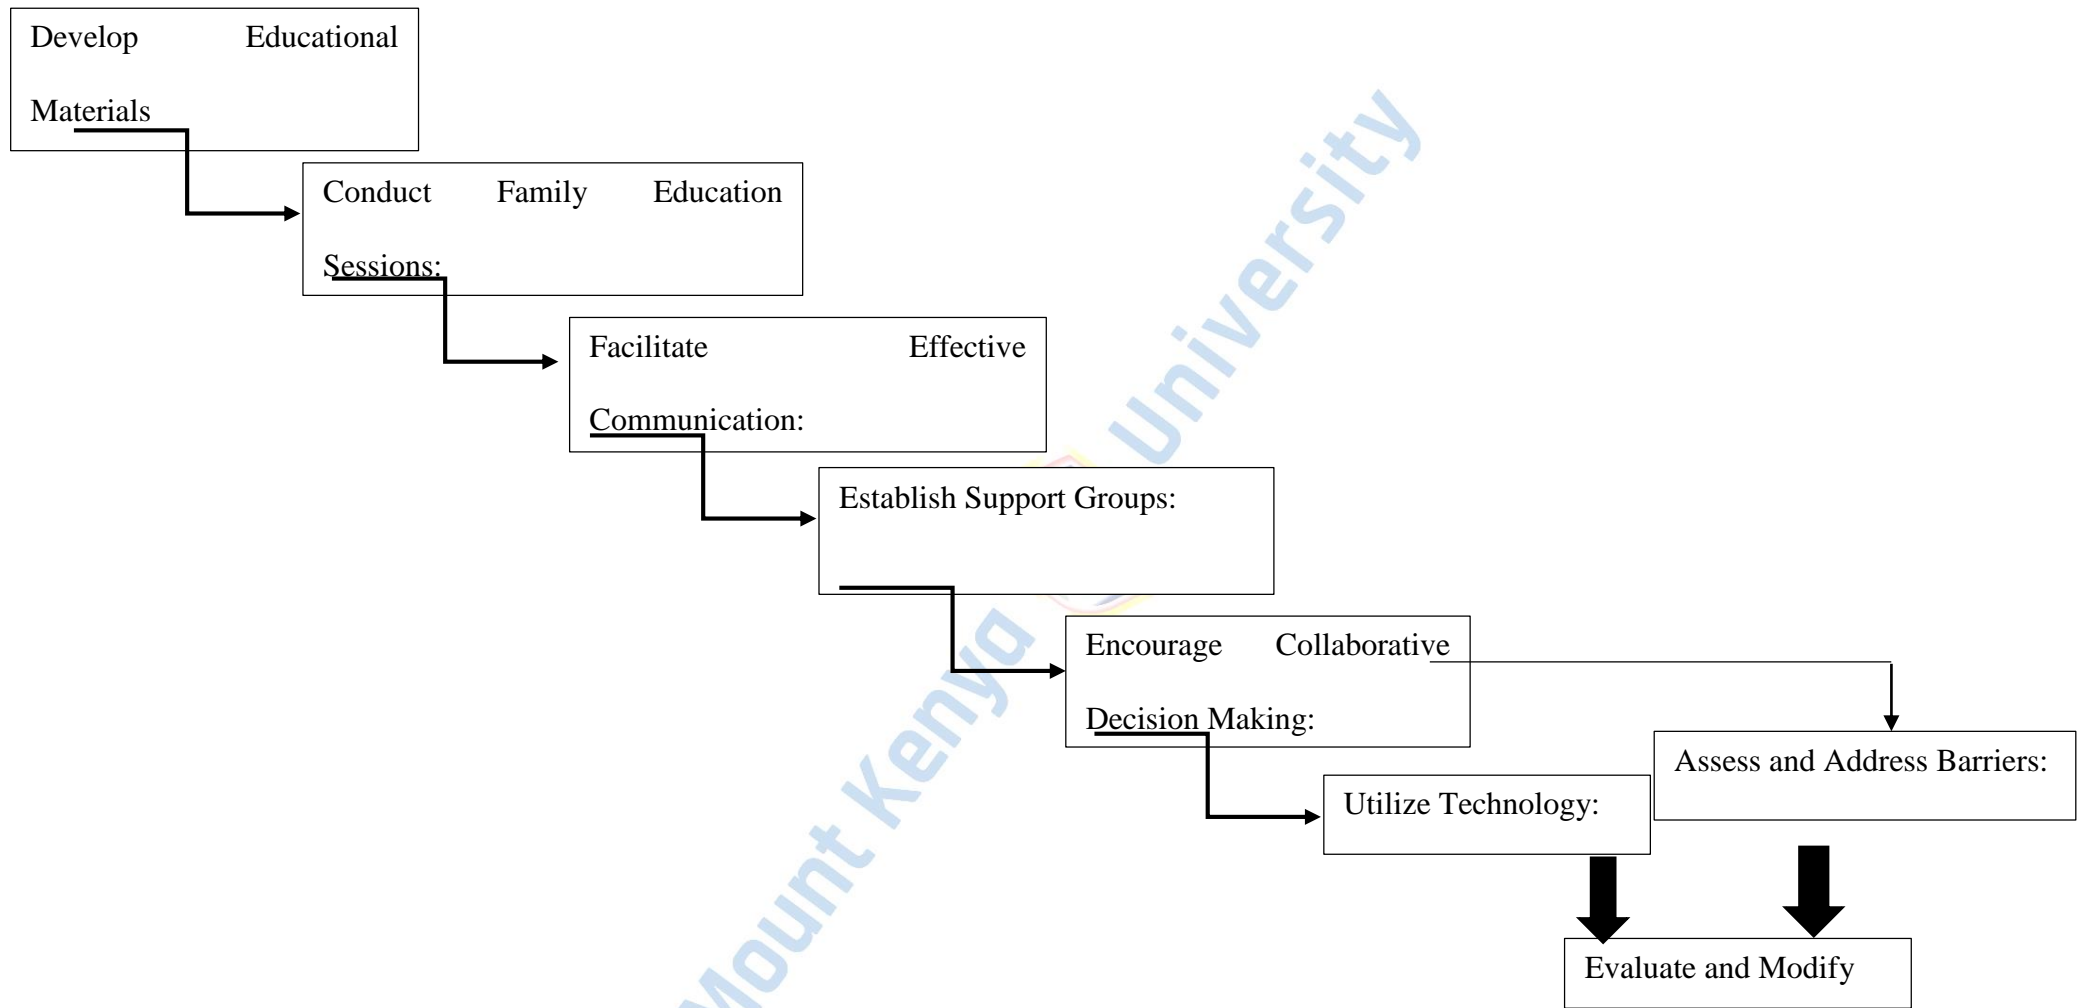 Develop Educational
Materials
Conduct Family Education
Sessions:
Facilitate Effective
Communication:
Establish Support Groups:
Encourage Collaborative
Decision Making:
Assess and Address Barriers:
Utilize Technology:
Evaluate and Modify
Mount Kenya University